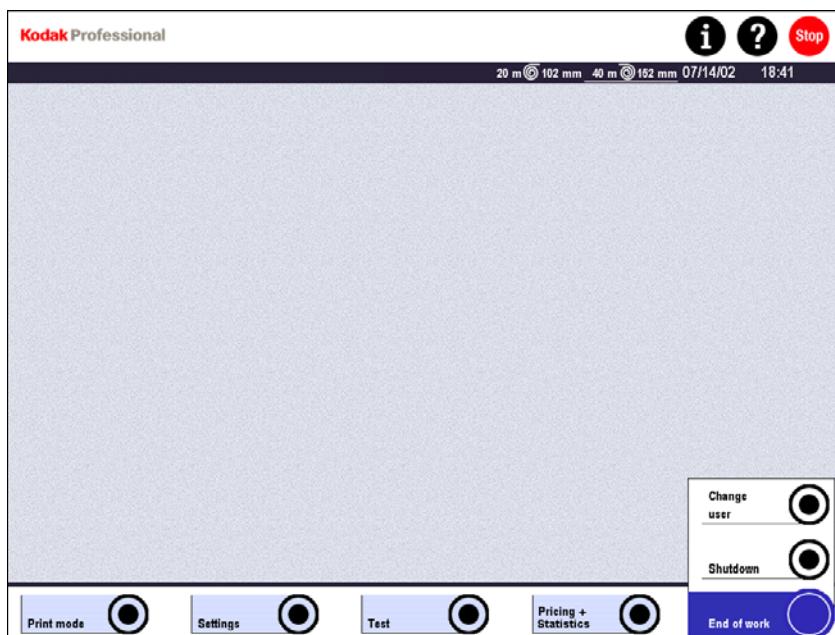 Kodak Professional
i ? Stop
20 m 102 mm 40 m 152 mm 07/14/02 18:41
Change
user
Shutdown
Print mode
Settings
Test
Pricing +
Statistics
End of work